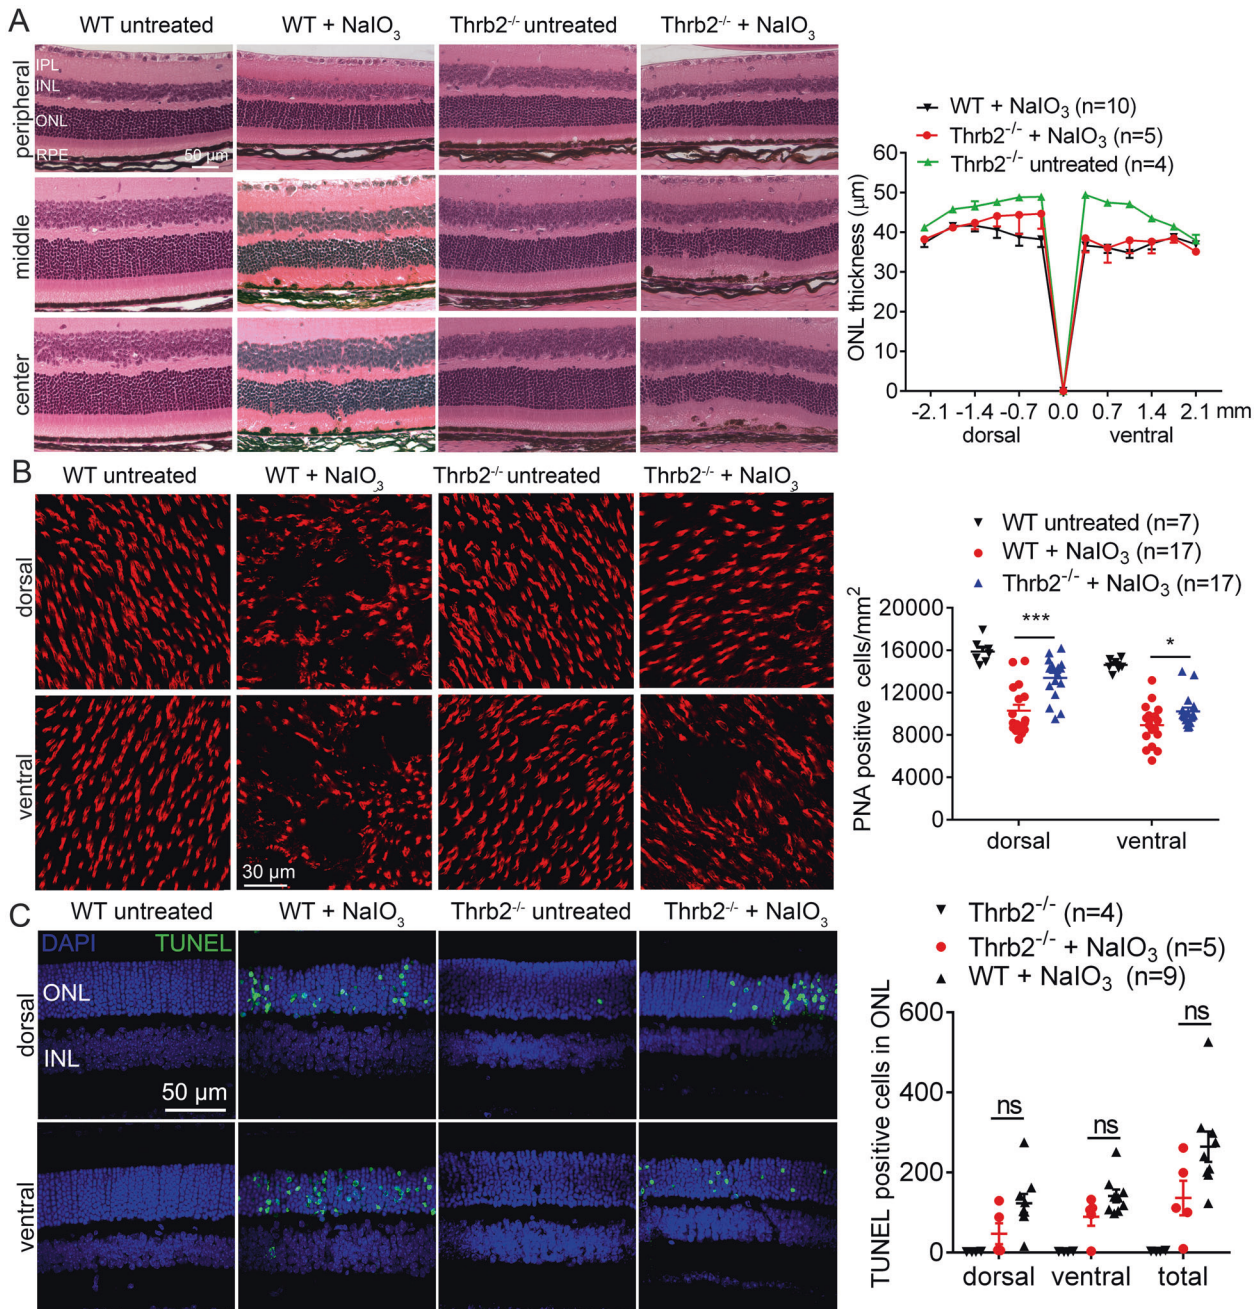 A
WT untreated
WT + NaIO₃
Thrb2⁻/⁻ untreated
Thrb2⁻/⁻ + NaIO₃
peripheral
IPL
INL
ONL
RPE
50 µm
middle
center
WT + NaIO₃ (n=10)
Thrb2⁻/⁻ + NaIO₃ (n=5)
Thrb2⁻/⁻ untreated (n=4)
ONL thickness (µm)
60
50
40
30
20
10
0
-2.1 -1.4 -0.7 0.0 0.7 1.4 2.1 mm
dorsal ventral
B
WT untreated
WT + NaIO₃
Thrb2⁻/⁻ untreated
Thrb2⁻/⁻ + NaIO₃
dorsal
ventral
30 µm
WT untreated (n=7)
WT + NaIO₃ (n=17)
Thrb2⁻/⁻ + NaIO₃ (n=17)
PNA positive cells/mm²
20000
16000
12000
8000
4000
0
***
*
dorsal ventral
C
WT untreated
WT + NaIO₃
Thrb2⁻/⁻ untreated
Thrb2⁻/⁻ + NaIO₃
DAPI TUNEL
dorsal
ONL
INL
50 µm
ventral
Thrb2⁻/⁻ (n=4)
Thrb2⁻/⁻ + NaIO₃ (n=5)
WT + NaIO₃ (n=9)
TUNEL positive cells in ONL
600
400
200
0
ns
ns
ns
dorsal ventral total